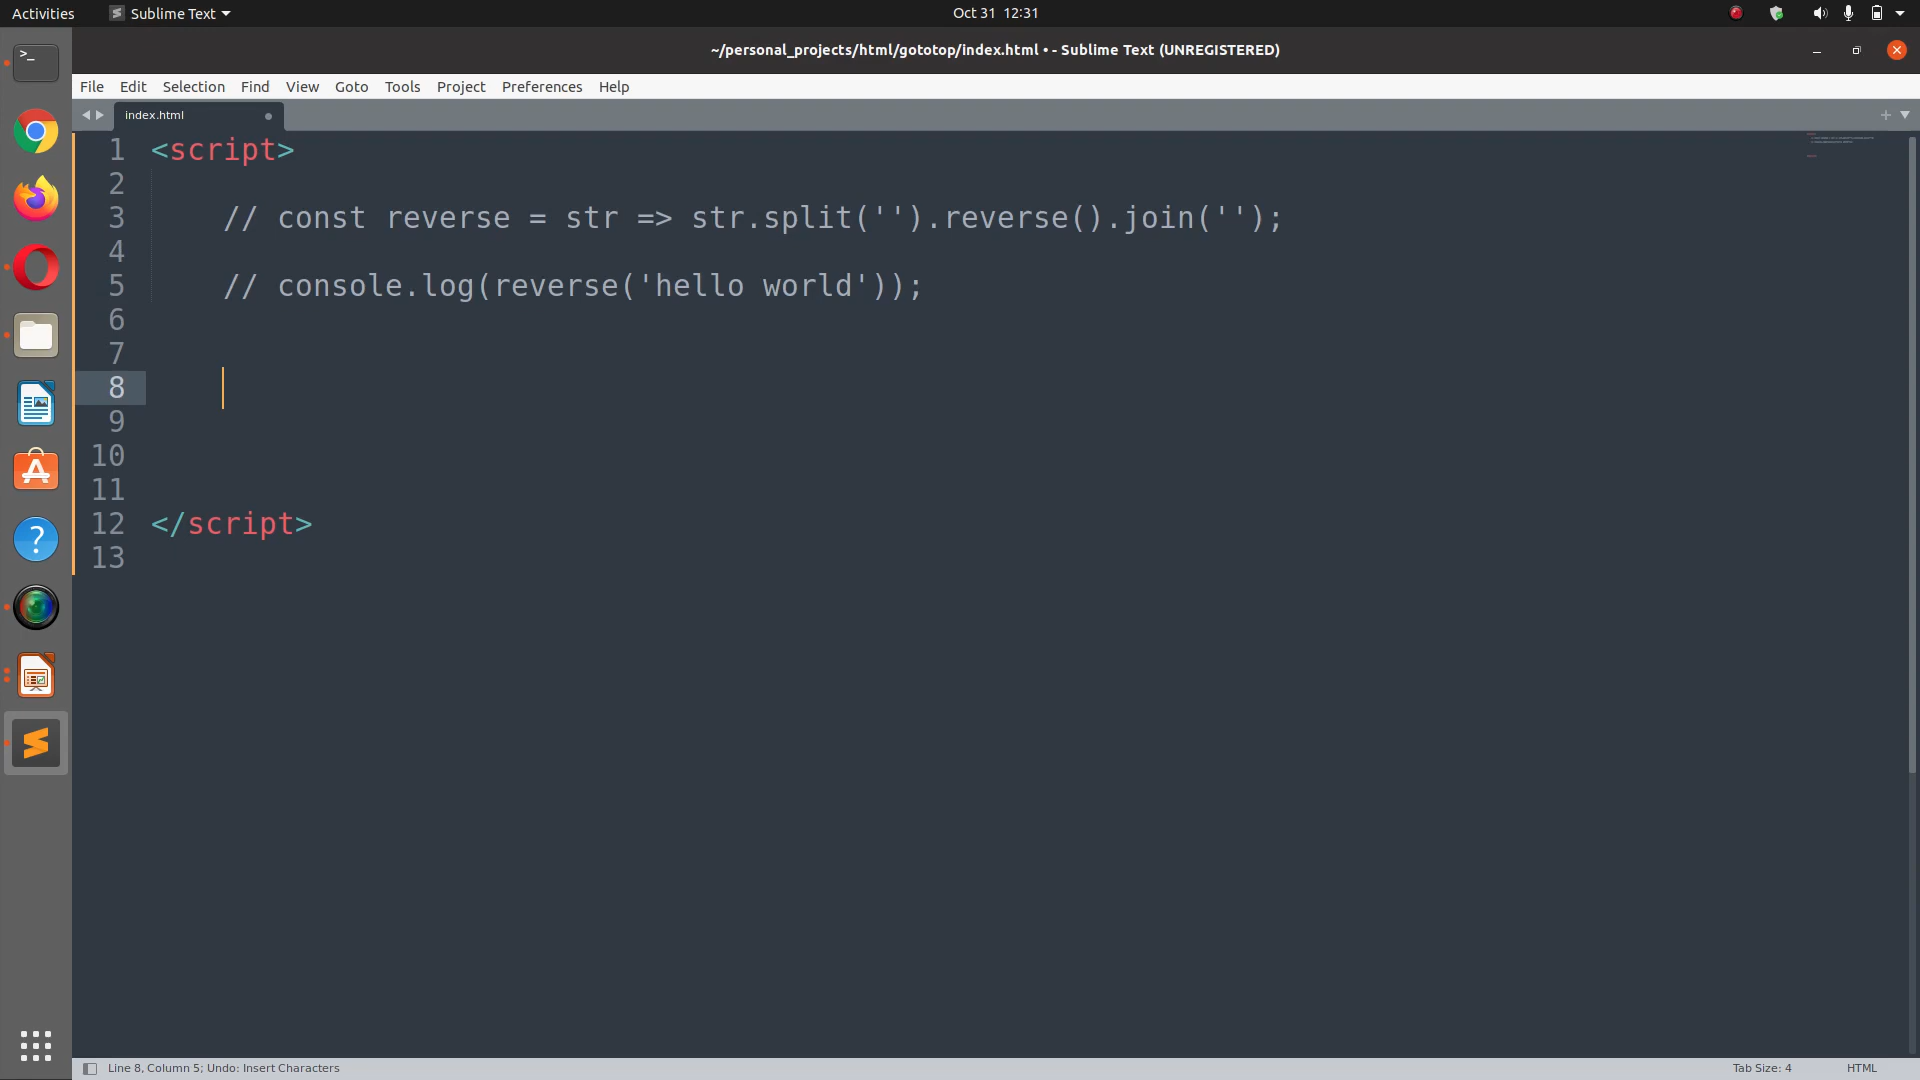 Activities
Sublime Text
Oct 31 12:31
~/personal_projects/html/gototop/index.html • - Sublime Text (UNREGISTERED)
File Edit Selection Find View Goto Tools Project Preferences Help
index.html
1 <script>
2
3 // const reverse = str => str.split('').reverse().join('');
4
5 // console.log(reverse('hello world'));
6
7
8
9
10
11
12 </script>
13
Line 8, Column 5; Undo: Insert Characters
Tab Size: 4
HTML